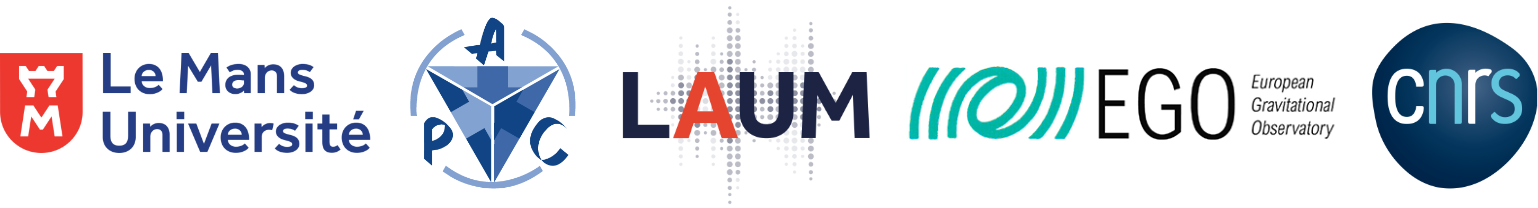 M
Le Mans
Université
A
P
C
LAUM
EGO
European
Gravitational
Observatory
cnrs